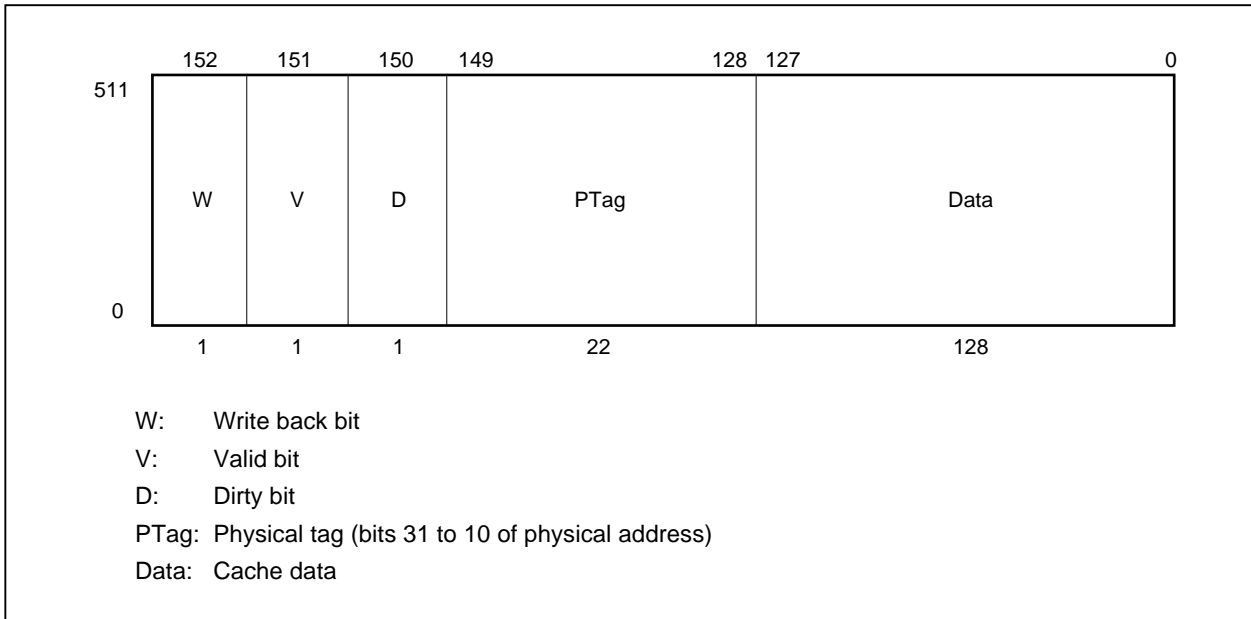 152 151 150 149 128 127 0
511
W V D PTag Data
0
1 1 1 22 128
W: Write back bit
V: Valid bit
D: Dirty bit
PTag: Physical tag (bits 31 to 10 of physical address)
Data: Cache data